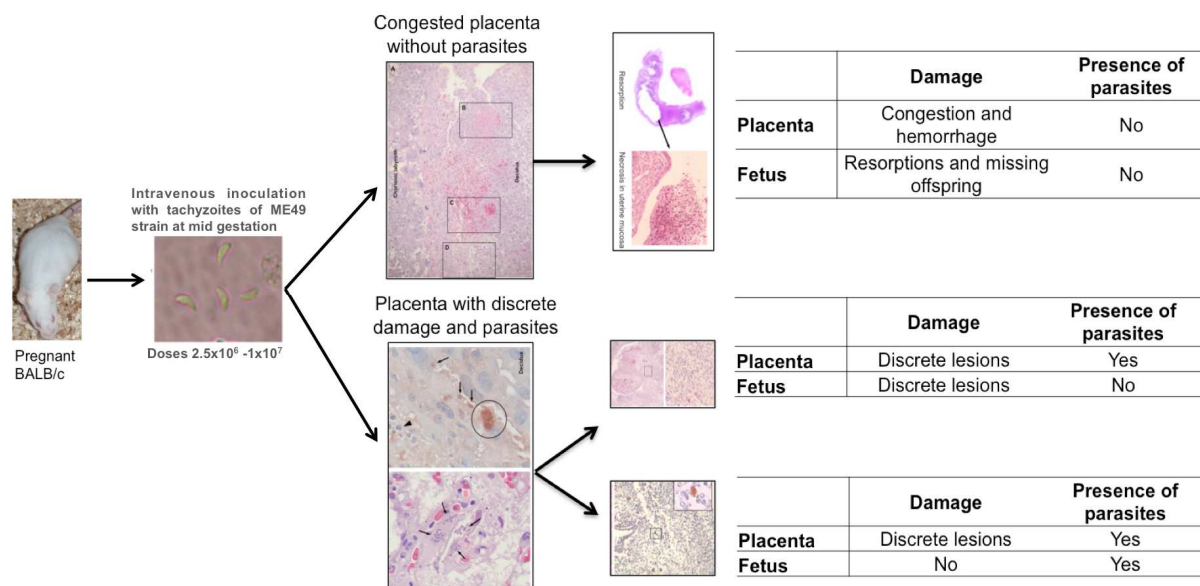 Pregnant
BALB/c
Intravenous inoculation
with tachyzoites of ME49
strain at mid gestation
Doses 2.5x10⁶ -1x10⁷
Congested placenta
without parasites
A
B
C
D
Decidua
Placenta with discrete
damage and parasites
Decidua
Resorption
Necrosis in uterine mucosa
Damage Presence of
parasites
Placenta Congestion and
hemorrhage No
Fetus Resorptions and missing
offspring No
Damage Presence of
parasites
Placenta Discrete lesions Yes
Fetus Discrete lesions No
Damage Presence of
parasites
Placenta Discrete lesions Yes
Fetus No Yes